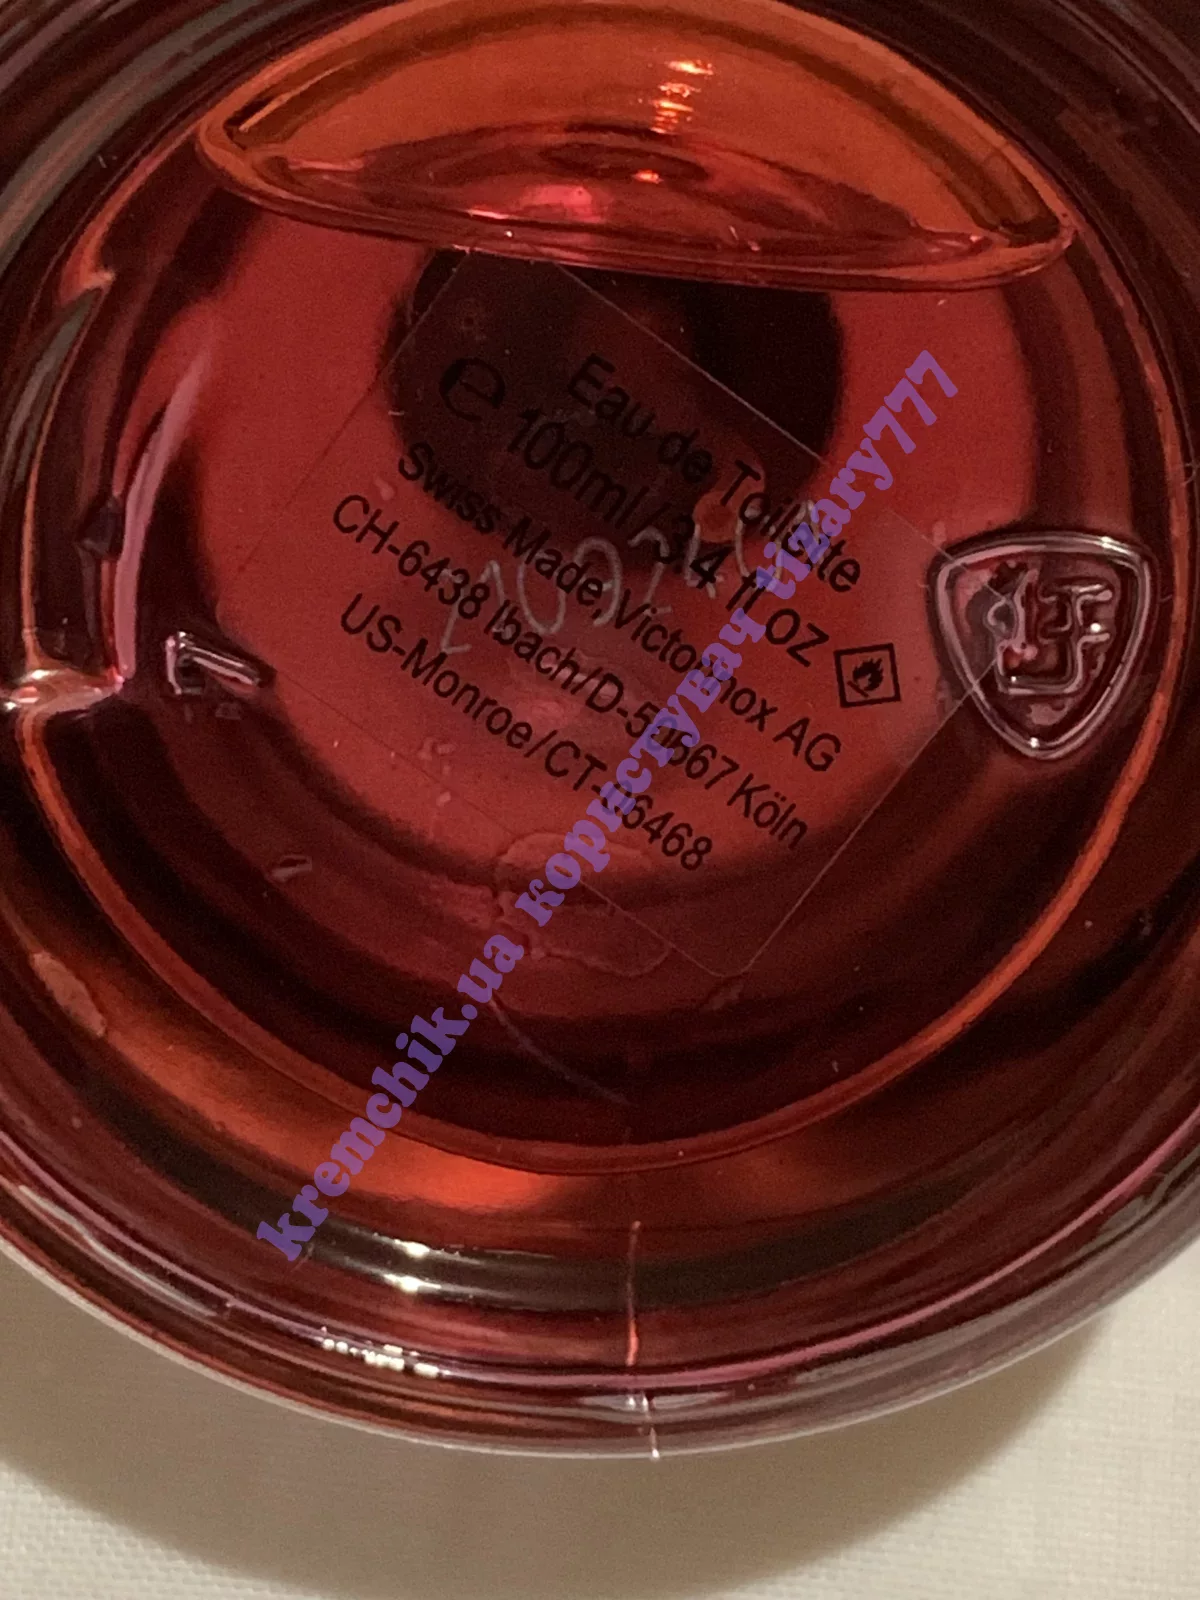 Eau de Toilette
e 100ml/3.4 fl.oz
Swiss Made, Victorinox AG
CH-6438 Ibach/D-50667 Köln
US-Monroe/CT-06468
kremchik.ua користувач tizary777